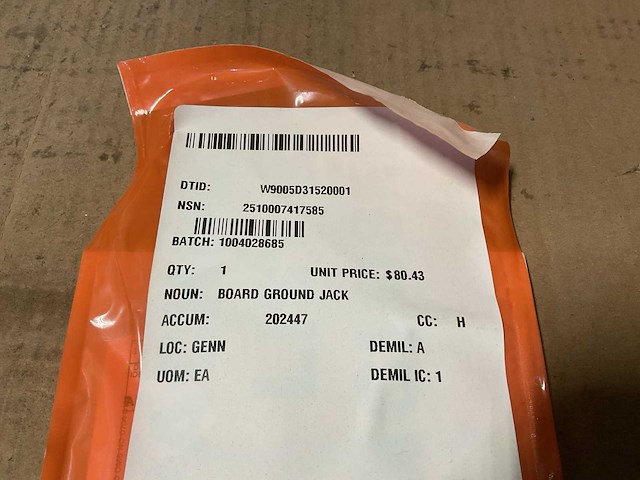 DTID: W9005D31520001
NSN: 2510007417585
BATCH: 1004028685
QTY: 1 UNIT PRICE: $80.43
NOUN: BOARD GROUND JACK
ACCUM: 202447 CC: H
LOC: GENN DEMIL: A
UOM: EA DEMIL IC: 1